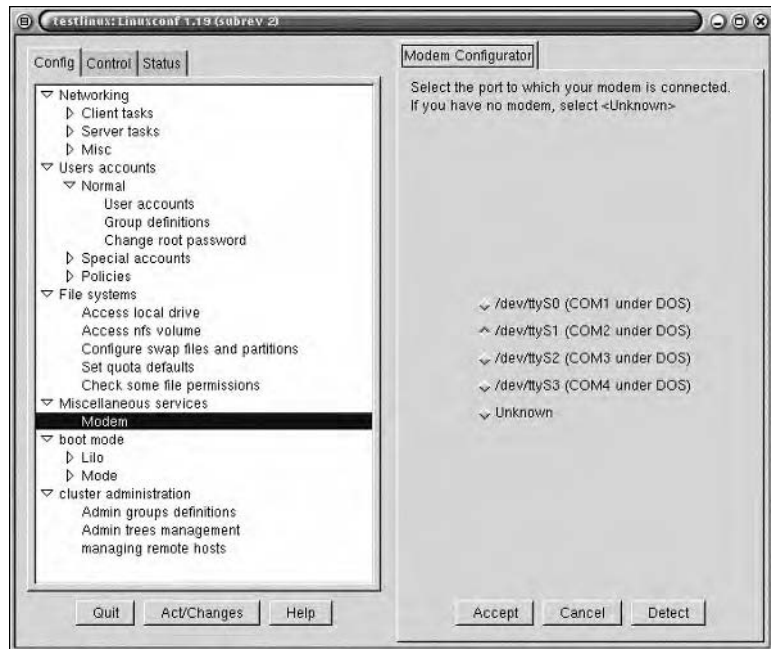 testlinux: Linuxconf 1.19 (subrev 2)
Config Control Status
Networking
Client tasks
Server tasks
Misc
Users accounts
Normal
User accounts
Group definitions
Change root password
Special accounts
Policies
File systems
Access local drive
Access nfs volume
Configure swap files and partitions
Set quota defaults
Check some file permissions
Miscellaneous services
Modem
boot mode
Lilo
Mode
cluster administration
Admin groups definitions
Admin trees management
managing remote hosts
Quit Act/Changes Help
Modem Configurator
Select the port to which your modem is connected.
If you have no modem, select <Unknown>
/dev/ttyS0 (COM1 under DOS)
/dev/ttyS1 (COM2 under DOS)
/dev/ttyS2 (COM3 under DOS)
/dev/ttyS3 (COM4 under DOS)
Unknown
Accept Cancel Detect